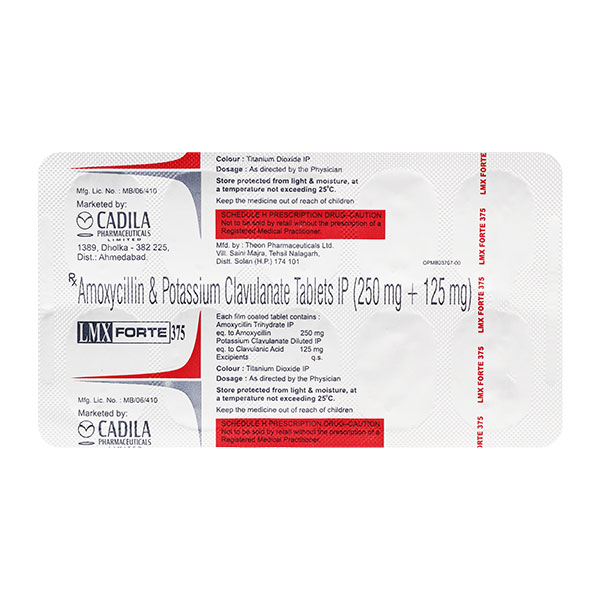 Colour : Titanium Dioxide IP
Dosage : As directed by the Physician
Store protected from light & moisture, at
a temperature not exceeding 25°C.
Keep the medicine out of reach of children
SCHEDULE H PRESCRIPTION DRUG-CAUTION
Not to be sold by retail without the prescription of a
Registered Medical Practitioner.
Mfd. by : Theon Pharmaceuticals Ltd.
Vill. Saini Majra, Tehsil Nalagarh,
Distt. Solan (H.P.) 174 101
Mfg. Lic. No. : MB/06/410
Marketed by:
CADILA
PHARMACEUTICALS
LIMITED
1389, Dholka - 382 225,
Dist.: Ahmedabad.
Rx Amoxycillin & Potassium Clavulanate Tablets IP (250 mg + 125 mg)
LMX FORTE 375
Each film coated tablet contains :
Amoxycillin Trihydrate IP
eq. to Amoxycillin 250 mg
Potassium Clavulanate Diluted IP
eq. to Clavulanic Acid 125 mg
Excipients q.s.
Colour : Titanium Dioxide IP
Dosage : As directed by the Physician
Store protected from light & moisture, at
a temperature not exceeding 25°C.
Keep the medicine out of reach of children
SCHEDULE H PRESCRIPTION DRUG-CAUTION
Not to be sold by retail without the prescription of a
Registered Medical Practitioner.
Mfg. Lic. No. : MB/06/410
Marketed by:
CADILA
PHARMACEUTICALS
LMX FORTE
LMX FORTE 375
LMX FORTE 375
ORTE 375